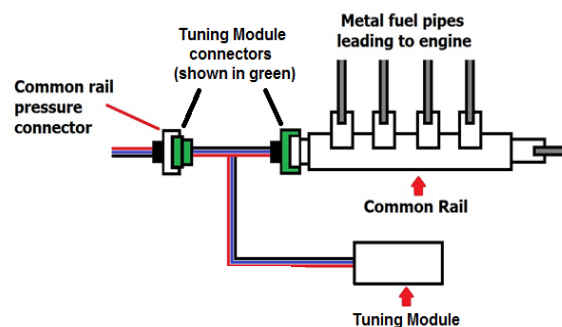 Metal fuel pipes
leading to engine
Tuning Module
connectors
(shown in green)
Common rail
pressure
connector
Common Rail
Tuning Module